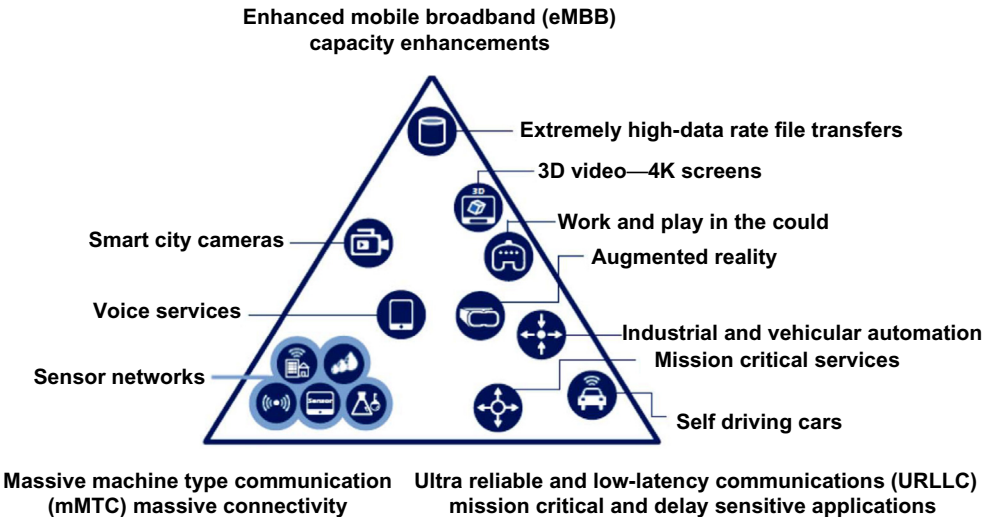 Enhanced mobile broadband (eMBB)
capacity enhancements
Extremely high-data rate file transfers
3D video—4K screens
3D
Work and play in the could
Smart city cameras
Augmented reality
Voice services
Industrial and vehicular automation
Mission critical services
Sensor networks
Sensor
Self driving cars
Massive machine type communication
(mMTC) massive connectivity
Ultra reliable and low-latency communications (URLLC)
mission critical and delay sensitive applications